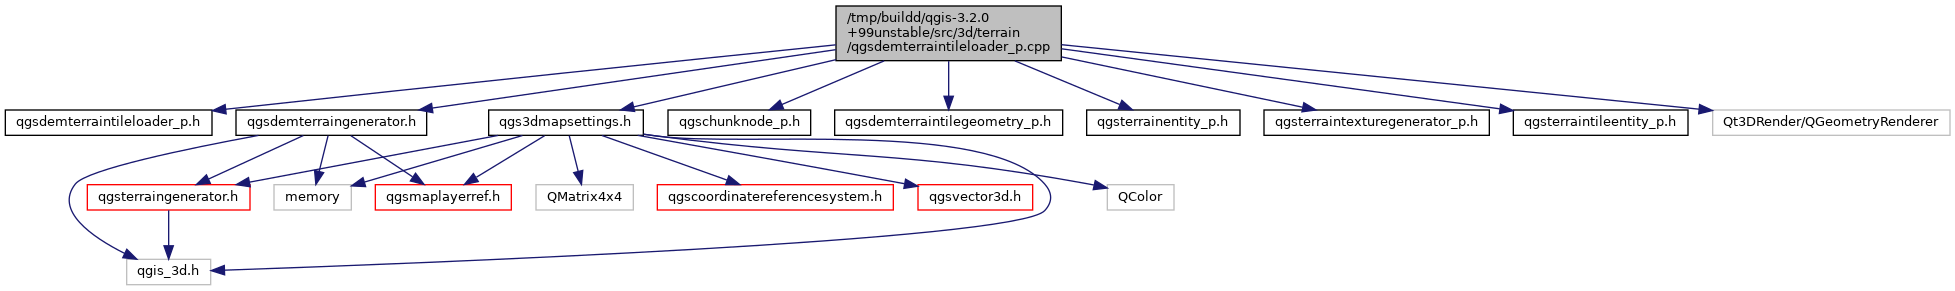 /tmp/buildd/qgis-3.2.0
+99unstable/src/3d/terrain
/qgsdemterraintileloader_p.cpp
qgsdemterraintileloader_p.h
qgsdemterraingenerator.h
qgs3dmapsettings.h
qgschunknode_p.h
qgsdemterraintilegeometry_p.h
qgsterrainentity_p.h
qgsterraintexturegenerator_p.h
qgsterraintileentity_p.h
Qt3DRender/QGeometryRenderer
qgsterraingenerator.h
memory
qgsmaplayerref.h
QMatrix4x4
qgscoordinatereferencesystem.h
qgsvector3d.h
QColor
qgis_3d.h